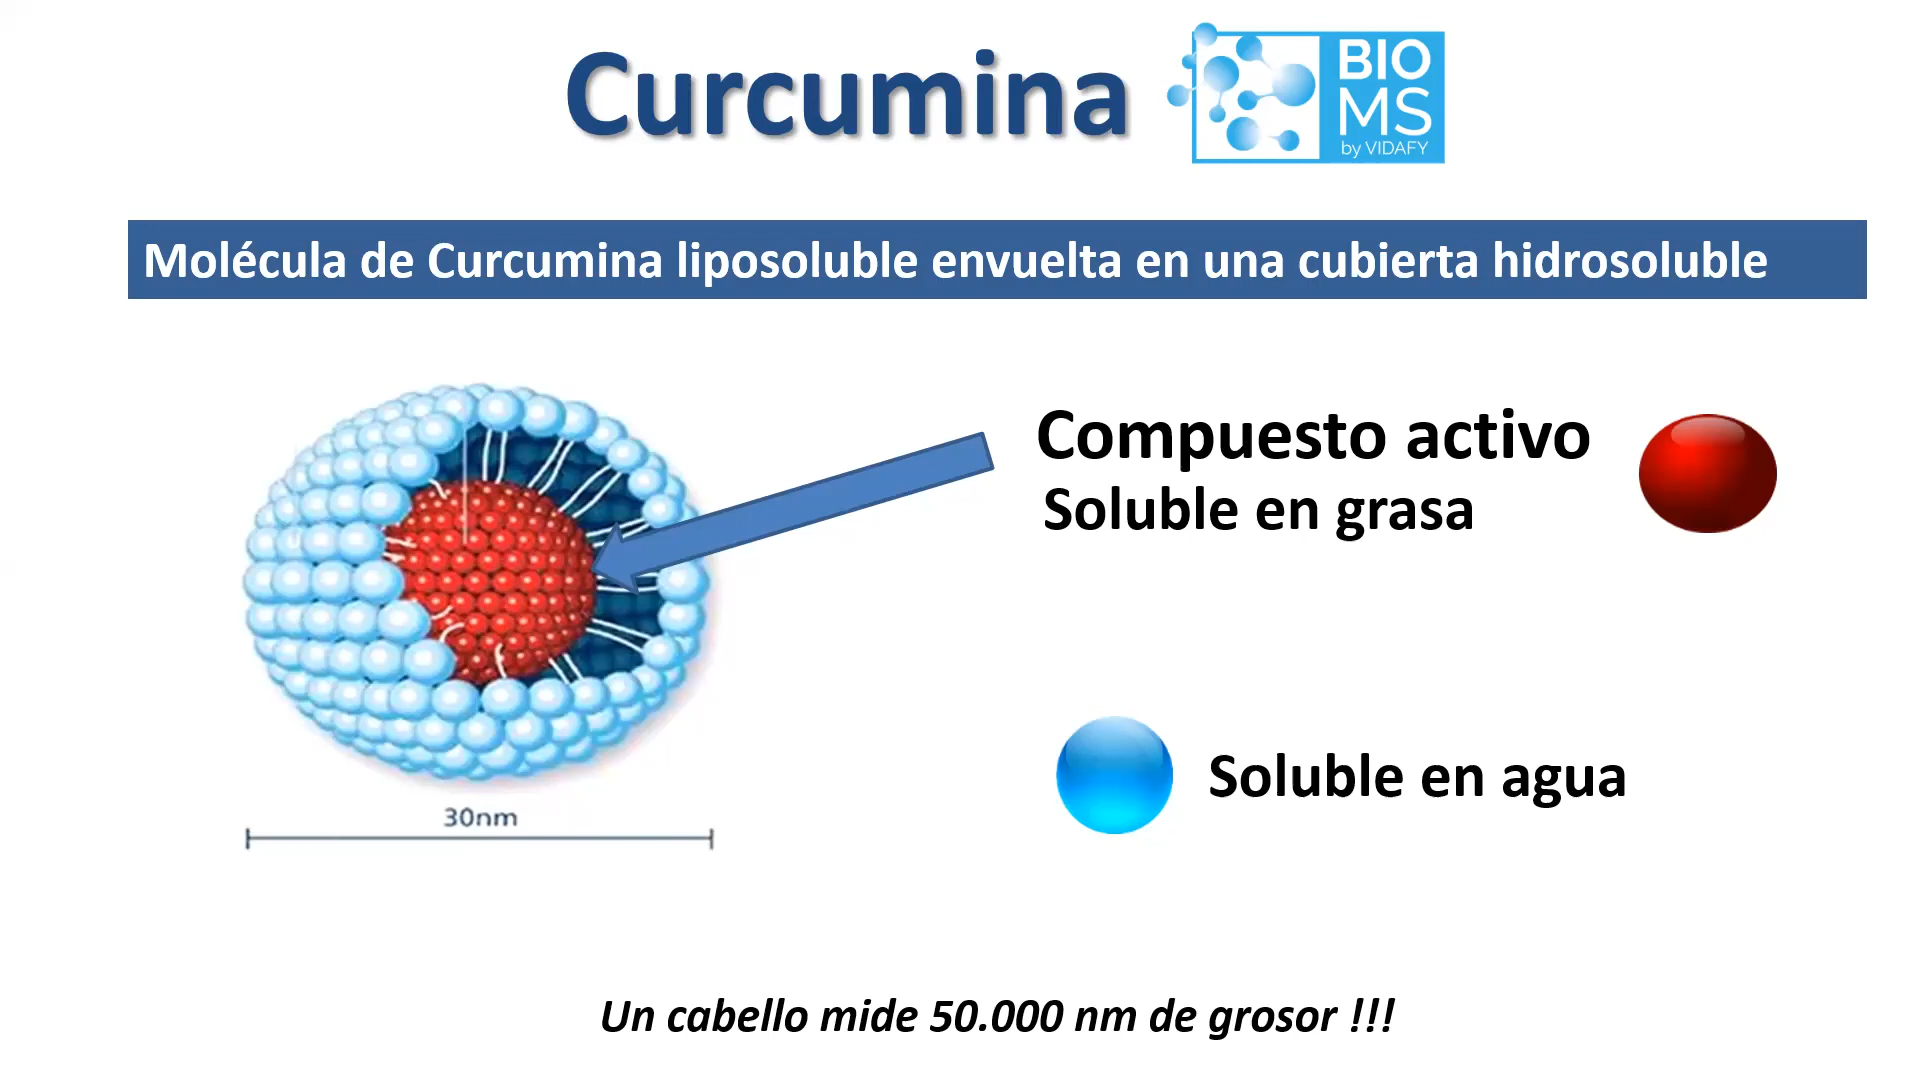 Curcumina
BIO
MS
by VIDAFY
Molécula de Curcumina liposoluble envuelta en una cubierta hidrosoluble
Compuesto activo
Soluble en grasa
Soluble en agua
30nm
Un cabello mide 50.000 nm de grosor !!!